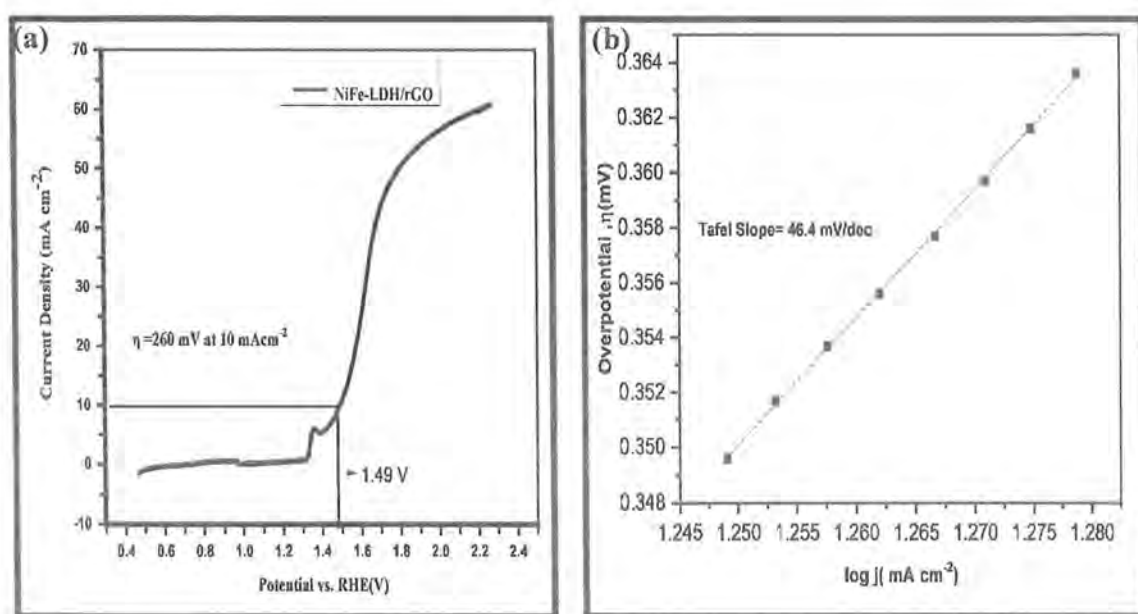 (a)
70
60
50
40
30
20
10
0
-10
Current Density (mA cm-2)
NiFe-LDH/rGO
η =260 mV at 10 mAcm-2
1.49 V
0.4 0.6 0.8 1.0 1.2 1.4 1.6 1.8 2.0 2.2 2.4
Potential vs. RHE(V)
(b)
0.364
0.362
0.360
0.358
0.356
0.354
0.352
0.350
0.348
Overpotential ,η(mV)
Tafel Slope= 46.4 mV/dec
1.245 1.250 1.255 1.260 1.265 1.270 1.275 1.280
log j( mA cm-2)